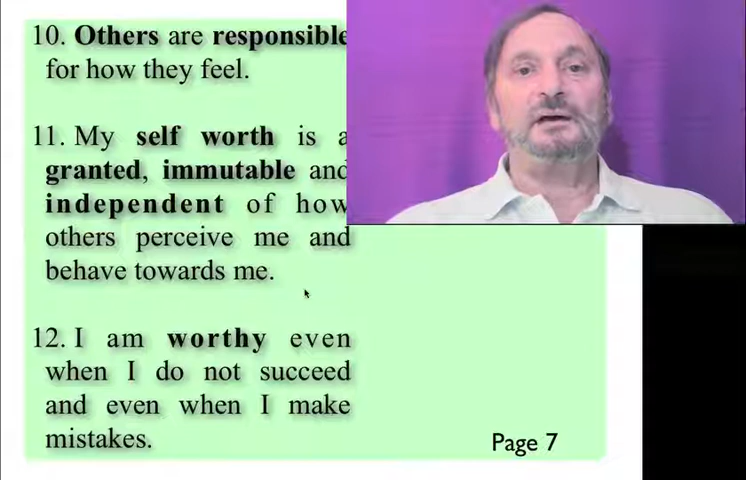 10. Others are responsible
for how they feel.
11. My self worth is a
granted, immutable and
independent of how
others perceive me and
behave towards me.
12. I am worthy even
when I do not succeed
and even when I make
mistakes.
Page 7